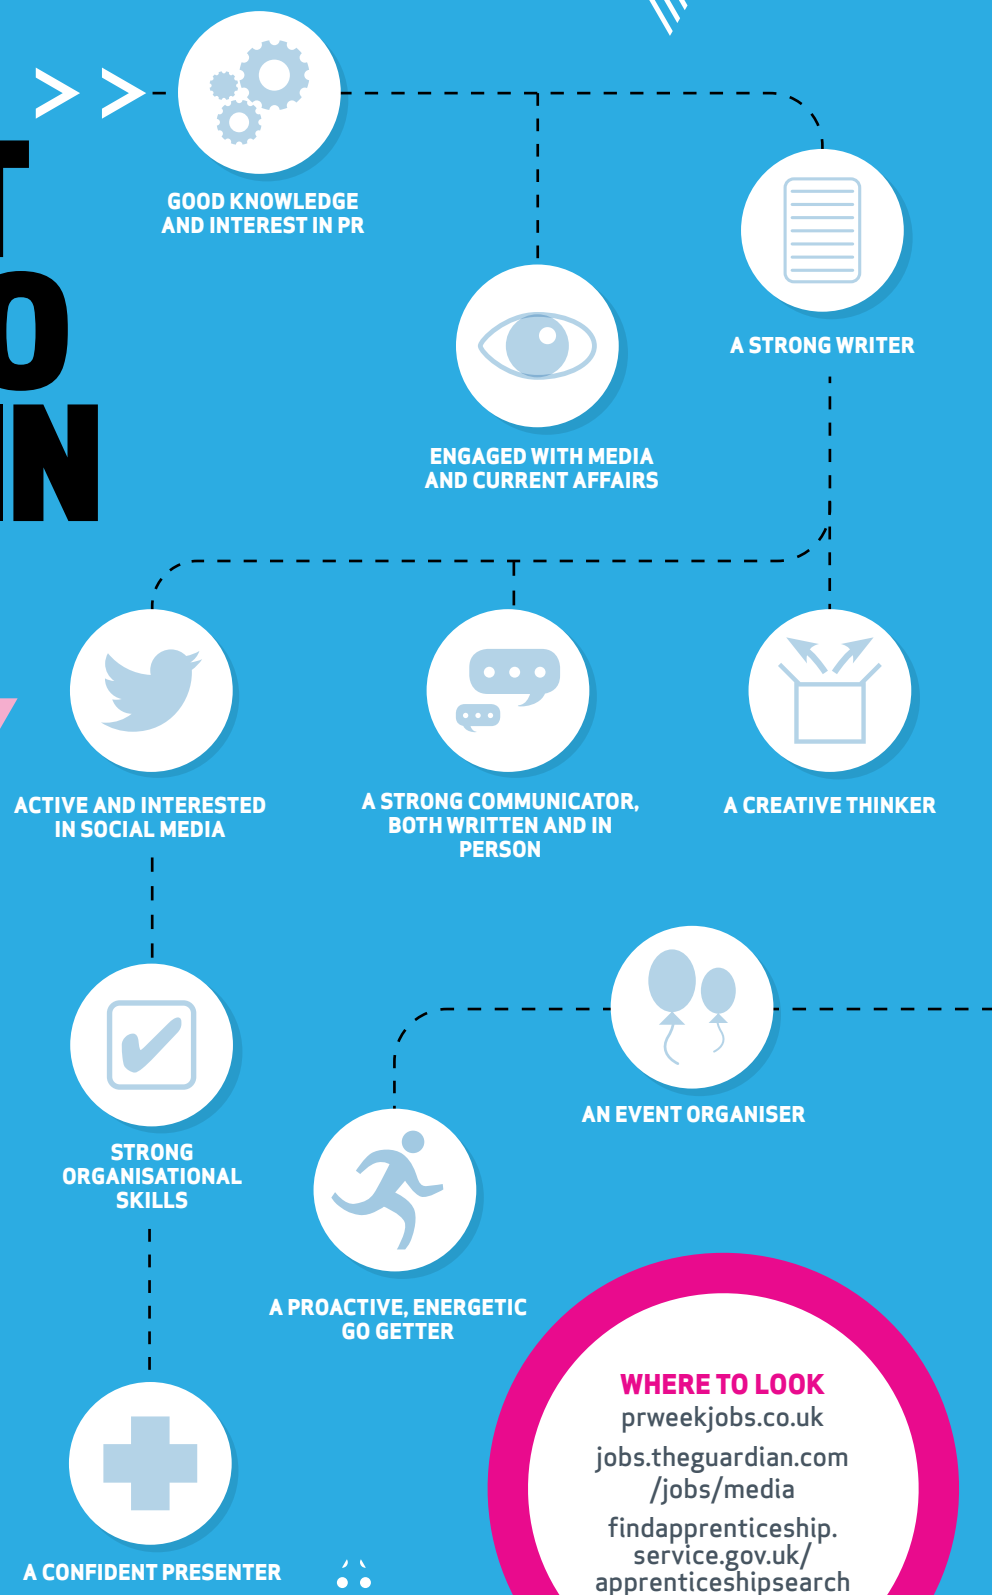 T
O
IN
GOOD KNOWLEDGE
AND INTEREST IN PR
A STRONG WRITER
ENGAGED WITH MEDIA
AND CURRENT AFFAIRS
ACTIVE AND INTERESTED
IN SOCIAL MEDIA
A STRONG COMMUNICATOR,
BOTH WRITTEN AND IN
PERSON
A CREATIVE THINKER
AN EVENT ORGANISER
STRONG
ORGANISATIONAL
SKILLS
A PROACTIVE, ENERGETIC
GO GETTER
A CONFIDENT PRESENTER
WHERE TO LOOK
prweekjobs.co.uk
jobs.theguardian.com
/jobs/media
findapprenticeship.
service.gov.uk/
apprenticeshipsearch